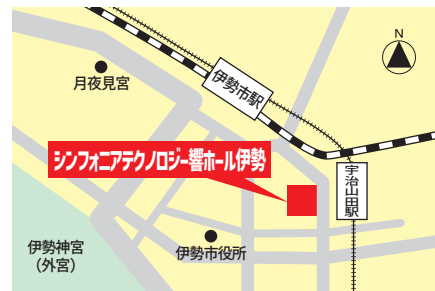 N
月夜見宮
伊勢市駅
シンフォニアテクノロジー響ホール伊勢
宇治山田駅
伊勢市役所
伊勢神宮
(外宮)